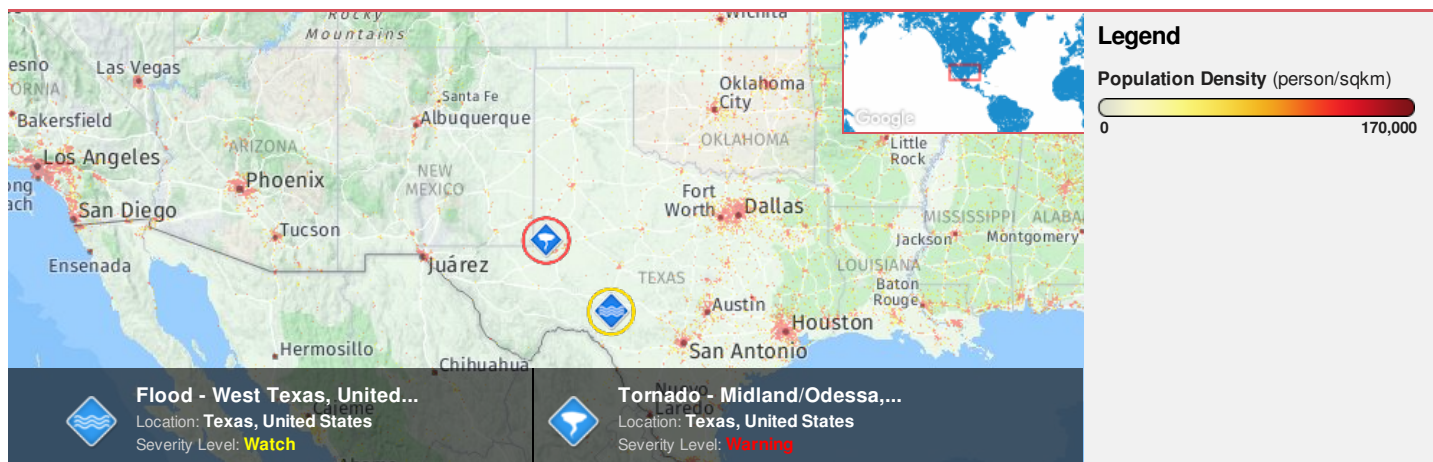 Rocky
Mountains
Wichita
esno
Las Vegas
ORNIA
Santa Fe
Oklahoma
City
Bakersfield
Albuquerque
Google
ARIZONA
OKLAHOMA
Little
Rock
Los Angeles
NEW
MEXICO
ong
ach
Phoenix
Fort
Worth
Dallas
San Diego
MISSISSIPPI
ALABA
Tucson
Jackson
Montgomery
Ensenada
Juárez
TEXAS
LOUISIANA
Baton
Rouge
Austin
Houston
Hermosillo
San Antonio
Chihuahua
Nuevo
Laredo
Cajeme
Flood - West Texas, United...
Location: Texas, United States
Severity Level: Watch
Tornado - Midland/Odessa,...
Location: Texas, United States
Severity Level: Warning
Legend
Population Density (person/sqkm)
0
170,000